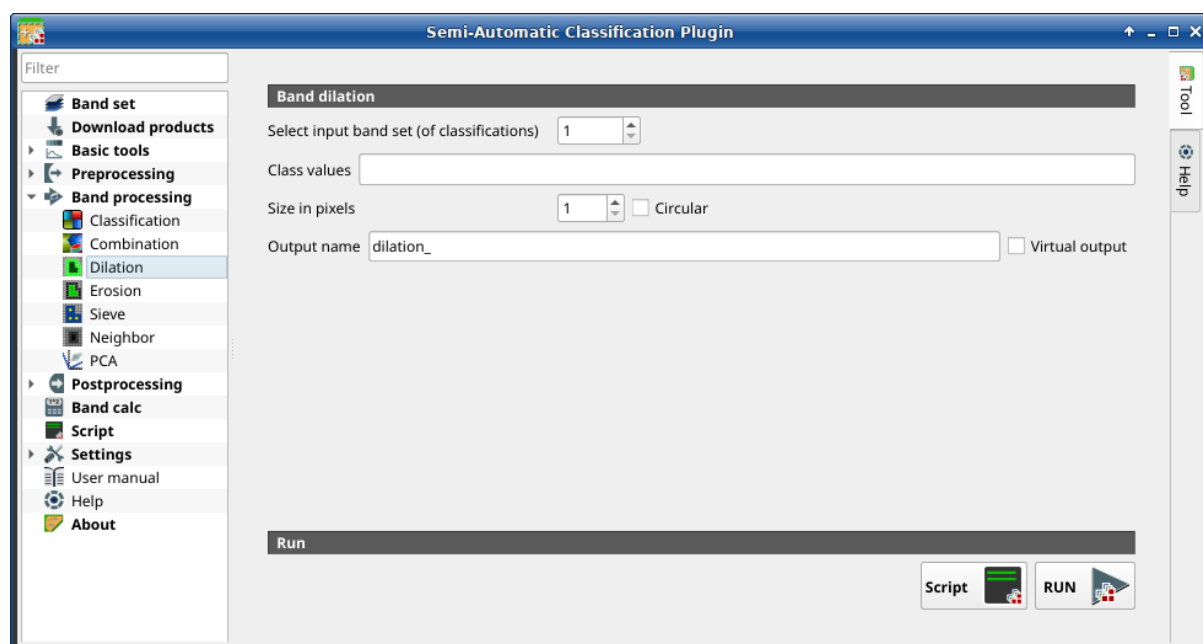 Semi-Automatic Classification Plugin
Filter
Band set
Download products
Basic tools
Preprocessing
Band processing
Classification
Combination
Dilation
Erosion
Sieve
Neighbor
PCA
Postprocessing
Band calc
Script
Settings
User manual
Help
About
Band dilation
Select input band set (of classifications) 1
Class values
Size in pixels 1 Circular
Output name dilation_ Virtual output
Run
Script RUN
Tool
Help